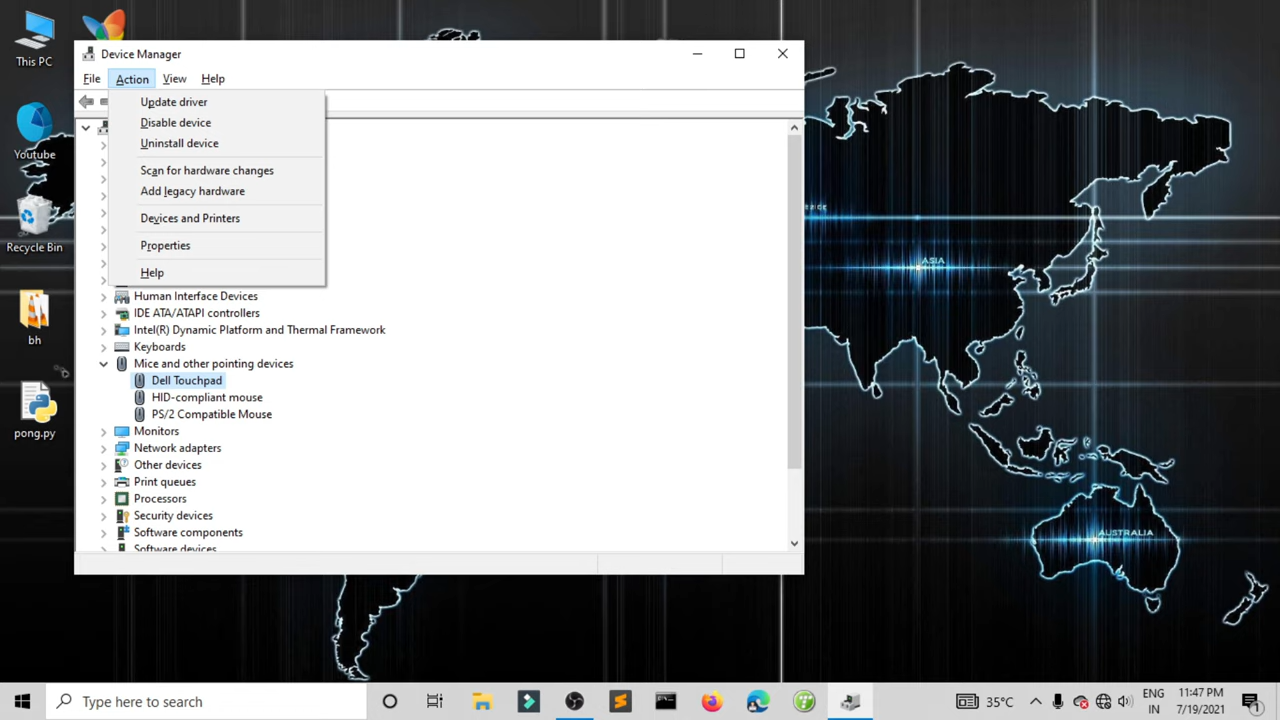 This PC
Youtube
Recycle Bin
bh
pong.py
Device Manager
File Action View Help
Update driver
Disable device
Uninstall device
Scan for hardware changes
Add legacy hardware
Devices and Printers
Properties
Help
Human Interface Devices
IDE ATA/ATAPI controllers
Intel(R) Dynamic Platform and Thermal Framework
Keyboards
Mice and other pointing devices
Dell Touchpad
HID-compliant mouse
PS/2 Compatible Mouse
Monitors
Network adapters
Other devices
Print queues
Processors
Security devices
Software components
Software devices
ASIA
AUSTRALIA
Type here to search
35°C
ENG
IN
11:47 PM
7/19/2021
1